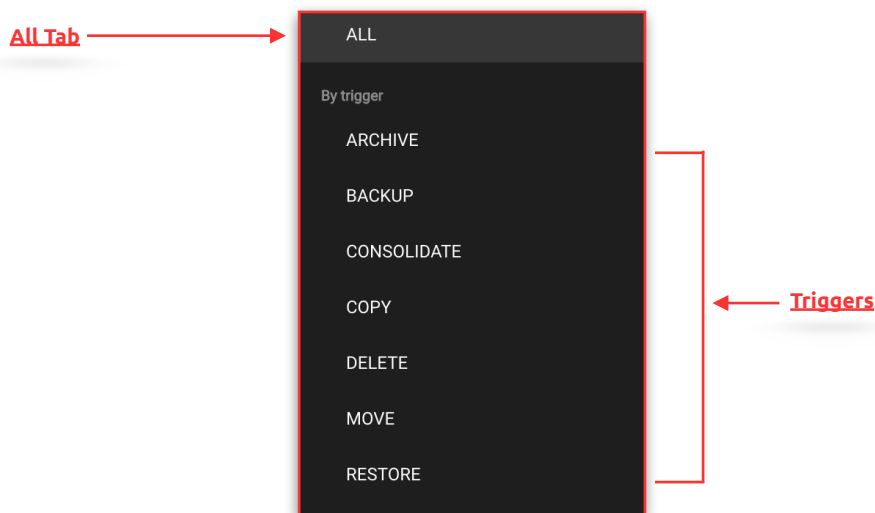 All Tab
ALL
By trigger
ARCHIVE
BACKUP
CONSOLIDATE
COPY
Triggers
DELETE
MOVE
RESTORE